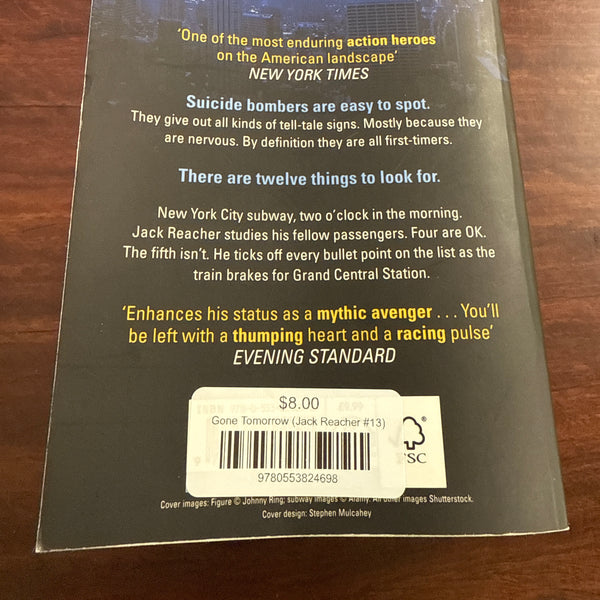 'One of the most enduring action heroes
on the American landscape'
NEW YORK TIMES
Suicide bombers are easy to spot.
They give out all kinds of tell-tale signs. Mostly because they
are nervous. By definition they are all first-timers.
There are twelve things to look for.
New York City subway, two o'clock in the morning.
Jack Reacher studies his fellow passengers. Four are OK.
The fifth isn't. He ticks off every bullet point on the list as the
train brakes for Grand Central Station.
'Enhances his status as a mythic avenger . . . You'll
be left with a thumping heart and a racing pulse'
EVENING STANDARD
$8.00
Gone Tomorrow (Jack Reacher #13)
9780553824698
Cover images: Figure © Johnny Ring; subway images © Alamy. All other images Shutterstock.
Cover design: Stephen Mulcahey